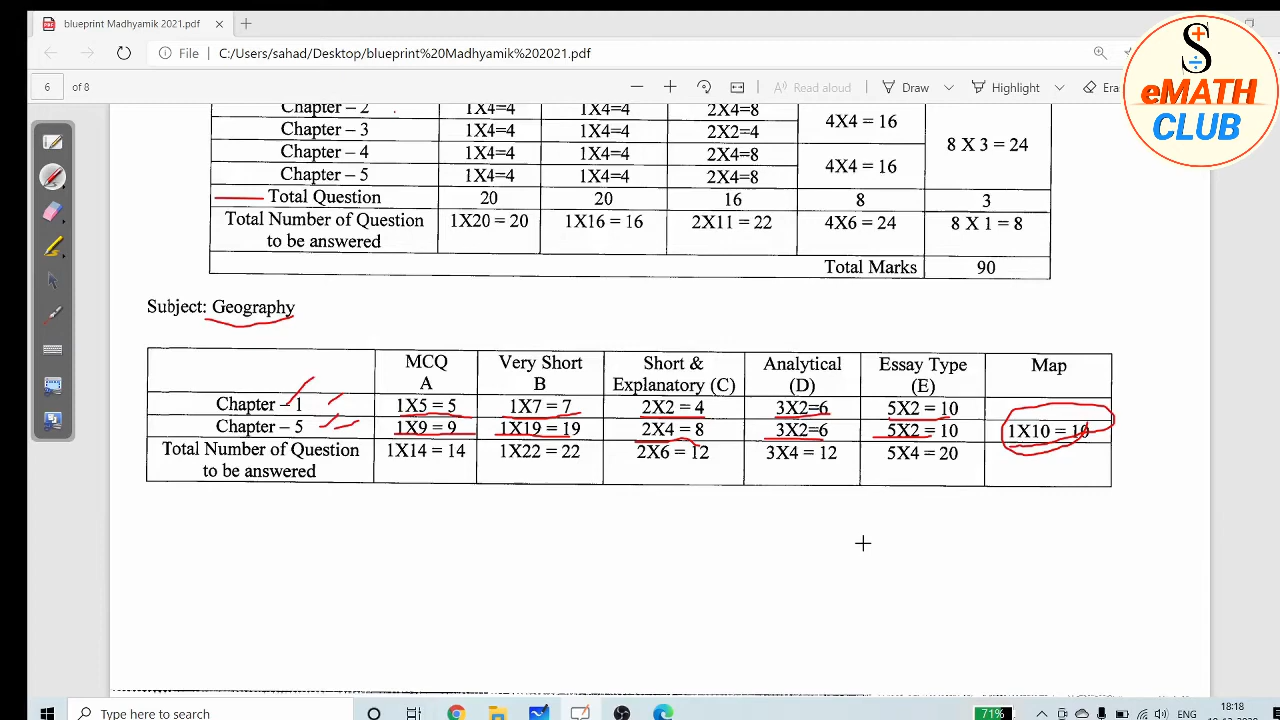 blueprint Madhyamik 2021.pdf
File C:/Users/sahad/Desktop/blueprint%20Madhyamik%202021.pdf
6 of 8 Read aloud Draw Highlight
S
eMATH
CLUB
Chapter – 2 1X4=4 1X4=4 2X4=8
4X4 = 16
Chapter – 3 1X4=4 1X4=4 2X2=4
8 X 3 = 24
Chapter – 4 1X4=4 1X4=4 2X4=8
4X4 = 16
Chapter – 5 1X4=4 1X4=4 2X4=8
Total Question 20 20 16 8 3
Total Number of Question 1X20 = 20 1X16 = 16 2X11 = 22 4X6 = 24 8 X 1 = 8
to be answered
Total Marks 90
Subject: Geography
MCQ Very Short Short & Analytical Essay Type Map
A B Explanatory (C) (D) (E)
Chapter – 1 1X5 = 5 1X7 = 7 2X2 = 4 3X2=6 5X2 = 10
Chapter – 5 1X9 = 9 1X19 = 19 2X4 = 8 3X2=6 5X2 = 10 1X10 = 10
Total Number of Question 1X14 = 14 1X22 = 22 2X6 = 12 3X4 = 12 5X4 = 20
to be answered
Type here to search 71% ENG 18:18